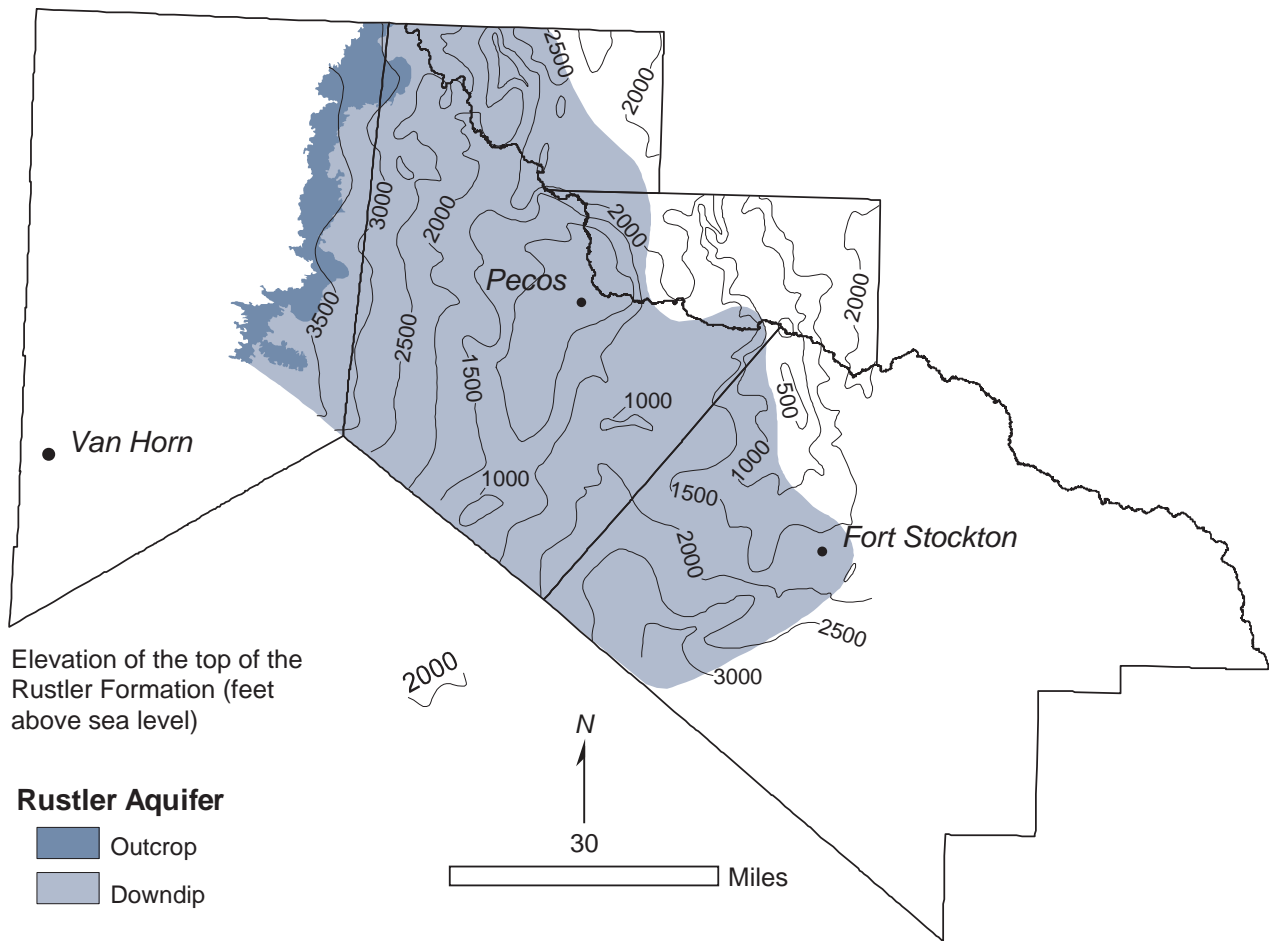 2500
2000
3000
2000
2000
Pecos
2000
3500
2500
1500
1000
500
Van Horn
1000
1000
1500
Fort Stockton
2000
2500
3000
Elevation of the top of the
Rustler Formation (feet
above sea level)
2000
N
30
Miles
Rustler Aquifer
Outcrop
Downdip